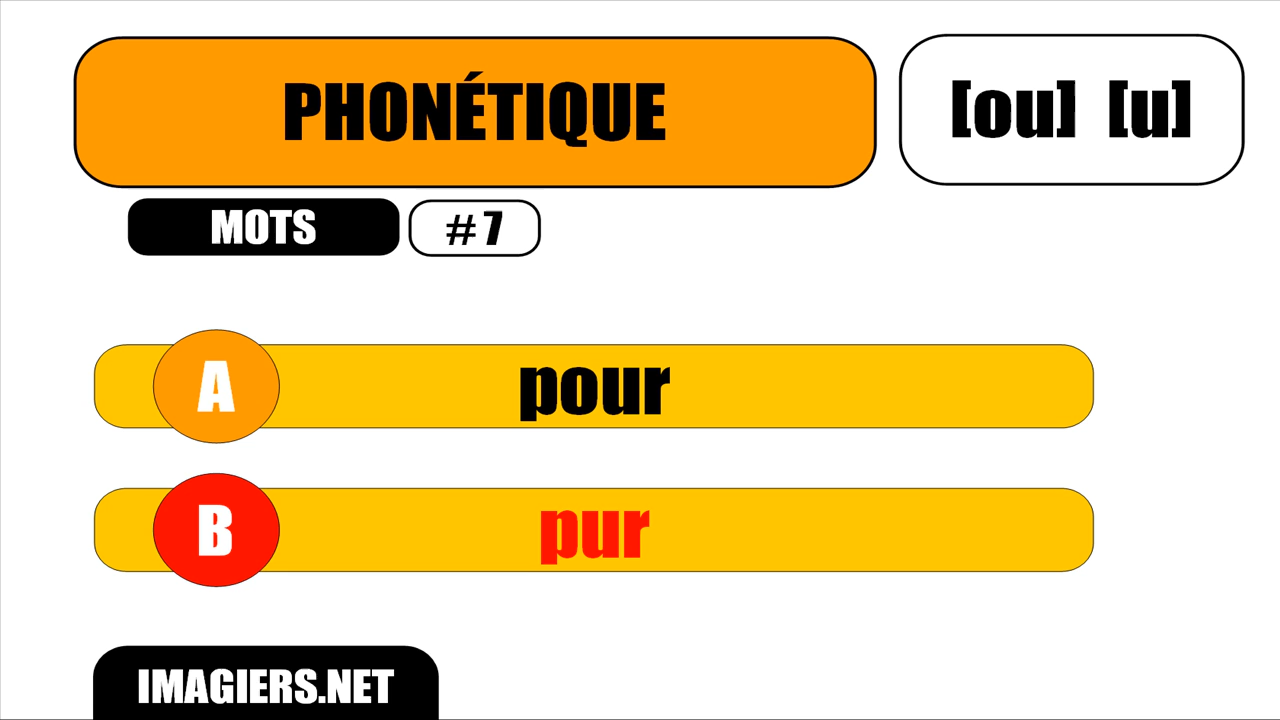 PHONÉTIQUE
[ou] [u]
MOTS
#7
A
pour
B
pur
IMAGIERS.NET